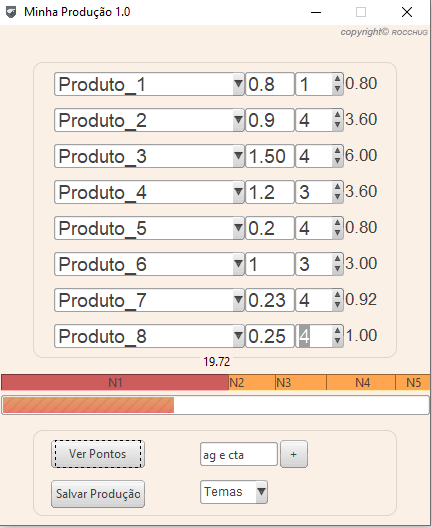 Minha Produção 1.0
copyright© ROCCHUG
Produto_1 0.8 1 0.80
Produto_2 0.9 4 3.60
Produto_3 1.50 4 6.00
Produto_4 1.2 3 3.60
Produto_5 0.2 4 0.80
Produto_6 1 3 3.00
Produto_7 0.23 4 0.92
Produto_8 0.25 4 1.00
19.72
N1 N2 N3 N4 N5
Ver Pontos ag e cta +
Salvar Produção Temas